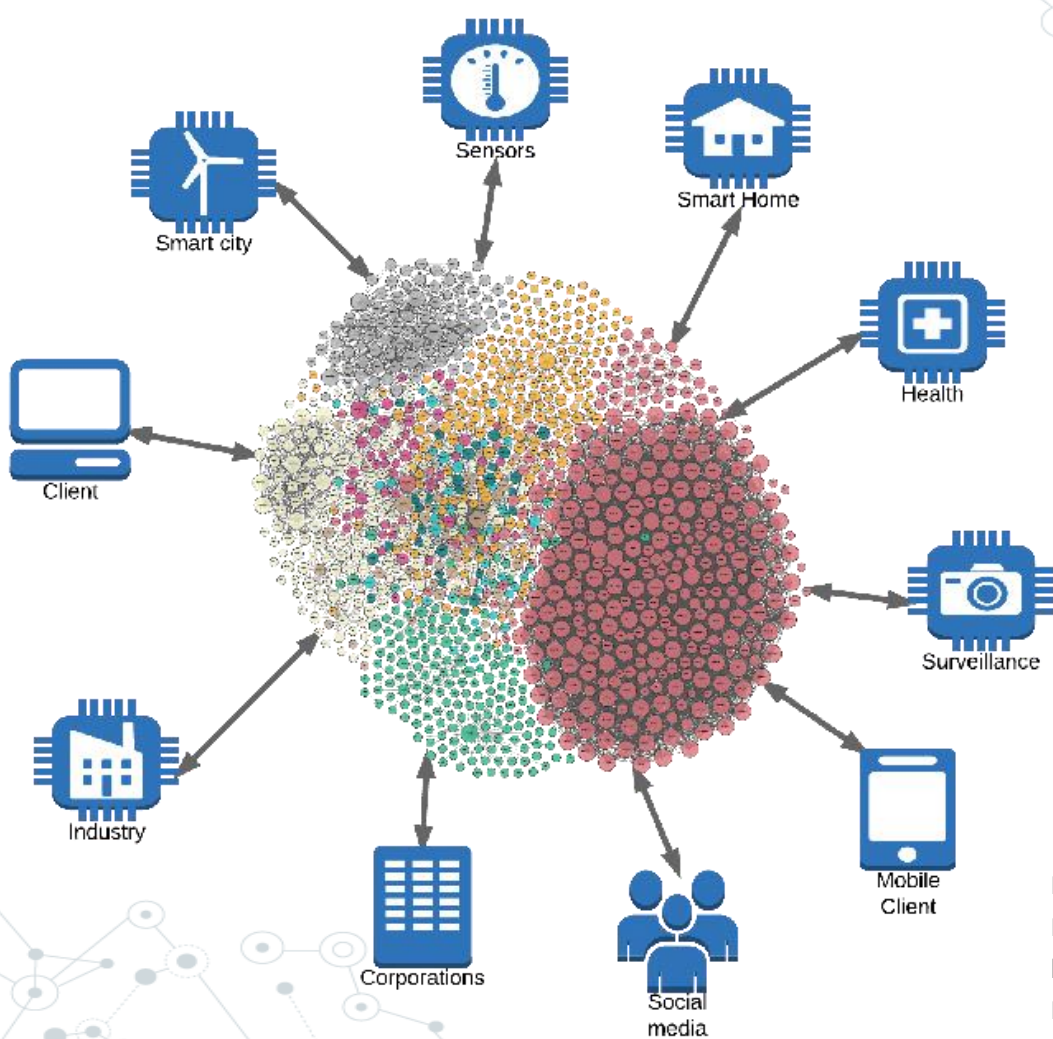 Sensors
Smart Home
Smart city
Health
Client
Surveillance
Industry
Mobile
Client
Corporations
Social
media